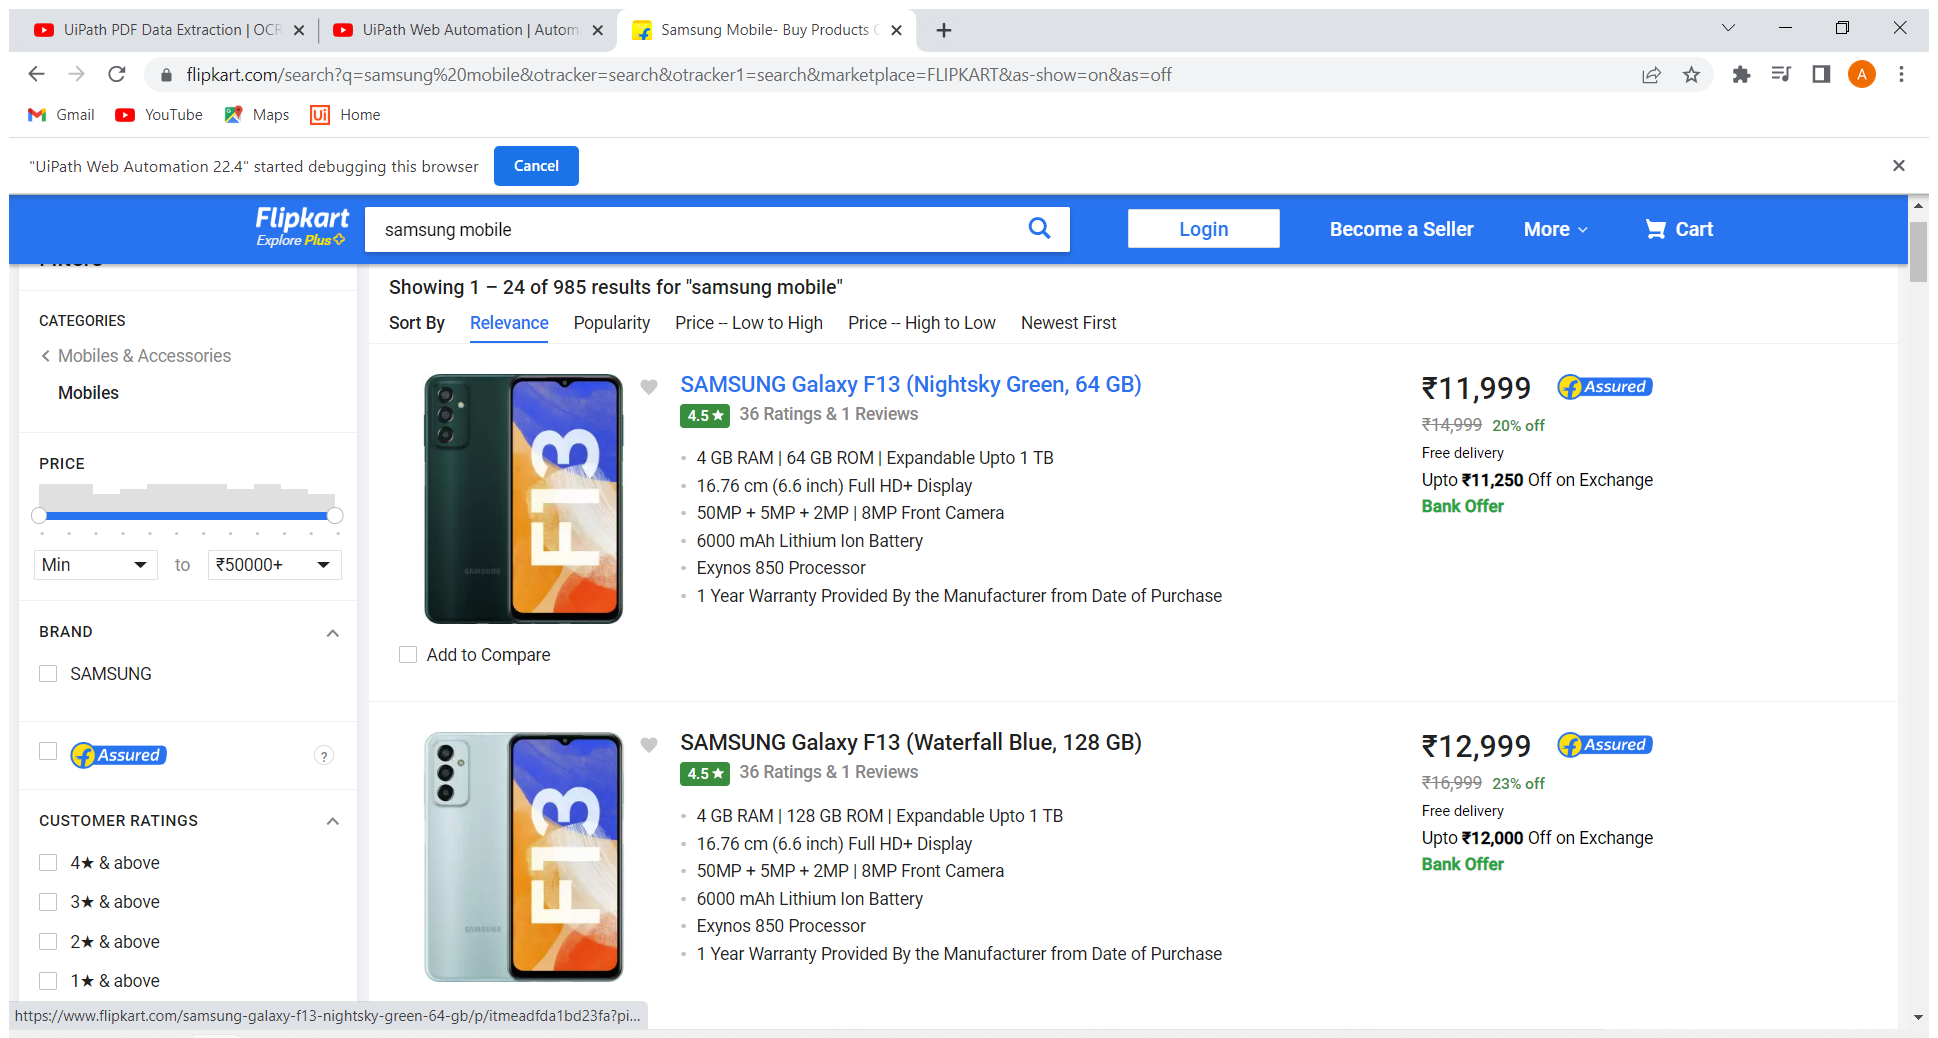 UiPath PDF Data Extraction | OCR
UiPath Web Automation | Autom
Samsung Mobile- Buy Products
flipkart.com/search?q=samsung%20mobile&otracker=search&otracker1=search&marketplace=FLIPKART&as-show=on&as=off
A
Gmail
YouTube
Maps
Ui Home
"UiPath Web Automation 22.4" started debugging this browser
Cancel
Flipkart
Explore Plus
samsung mobile
Login
Become a Seller
More
Cart
Filters
CATEGORIES
Mobiles & Accessories
Mobiles
PRICE
Min
to
₹50000+
BRAND
SAMSUNG
Assured
?
CUSTOMER RATINGS
4★ & above
3★ & above
2★ & above
1★ & above
Showing 1 – 24 of 985 results for "samsung mobile"
Sort By Relevance Popularity Price -- Low to High Price -- High to Low Newest First
F13
SAMSUNG
Add to Compare
SAMSUNG Galaxy F13 (Nightsky Green, 64 GB)
4.5★ 36 Ratings & 1 Reviews
4 GB RAM | 64 GB ROM | Expandable Upto 1 TB
16.76 cm (6.6 inch) Full HD+ Display
50MP + 5MP + 2MP | 8MP Front Camera
6000 mAh Lithium Ion Battery
Exynos 850 Processor
1 Year Warranty Provided By the Manufacturer from Date of Purchase
₹11,999
Assured
₹14,999 20% off
Free delivery
Upto ₹11,250 Off on Exchange
Bank Offer
F13
SAMSUNG
SAMSUNG Galaxy F13 (Waterfall Blue, 128 GB)
4.5★ 36 Ratings & 1 Reviews
4 GB RAM | 128 GB ROM | Expandable Upto 1 TB
16.76 cm (6.6 inch) Full HD+ Display
50MP + 5MP + 2MP | 8MP Front Camera
6000 mAh Lithium Ion Battery
Exynos 850 Processor
1 Year Warranty Provided By the Manufacturer from Date of Purchase
₹12,999
Assured
₹16,999 23% off
Free delivery
Upto ₹12,000 Off on Exchange
Bank Offer
https://www.flipkart.com/samsung-galaxy-f13-nightsky-green-64-gb/p/itmeadfda1bd23fa?pi...